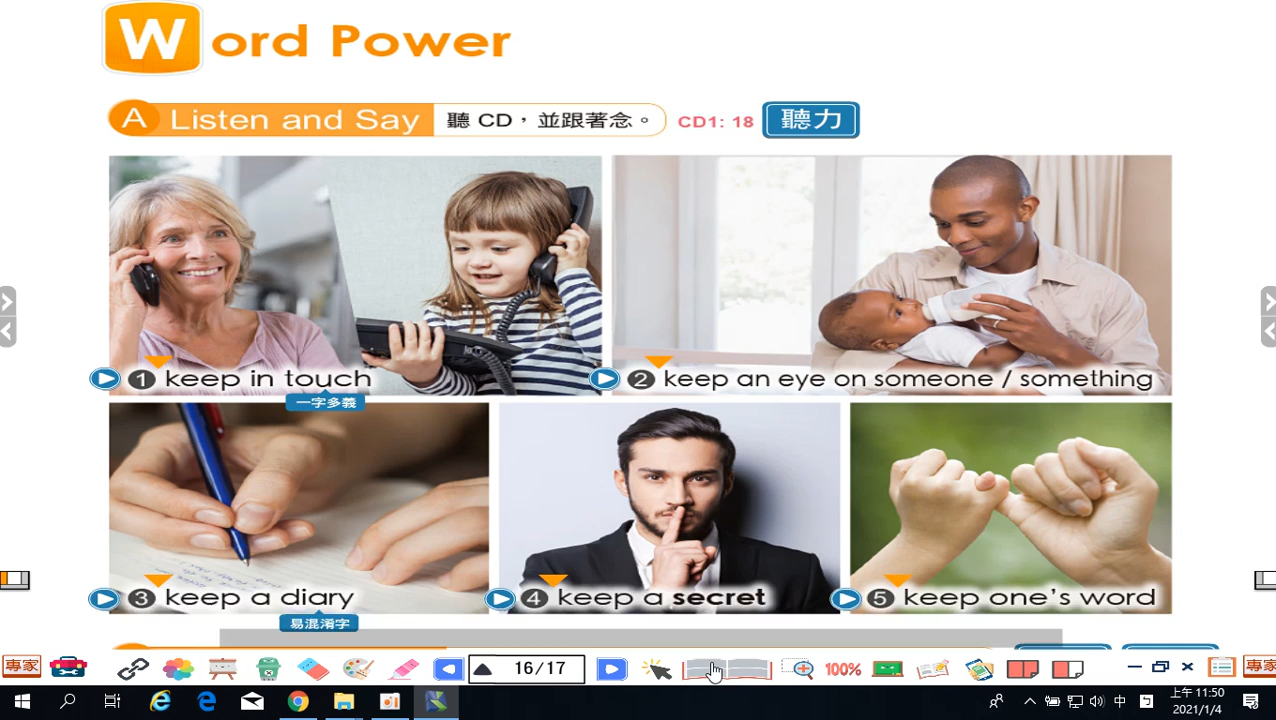 Word Power
A Listen and Say 聽 CD，並跟著念。 CD1: 18 聽力
1 keep in touch
一字多義
2 keep an eye on someone / something
3 keep a diary
易混淆字
4 keep a secret
5 keep one's word
專家 16/17 100% 專家
中
上午 11:50
2021/1/4